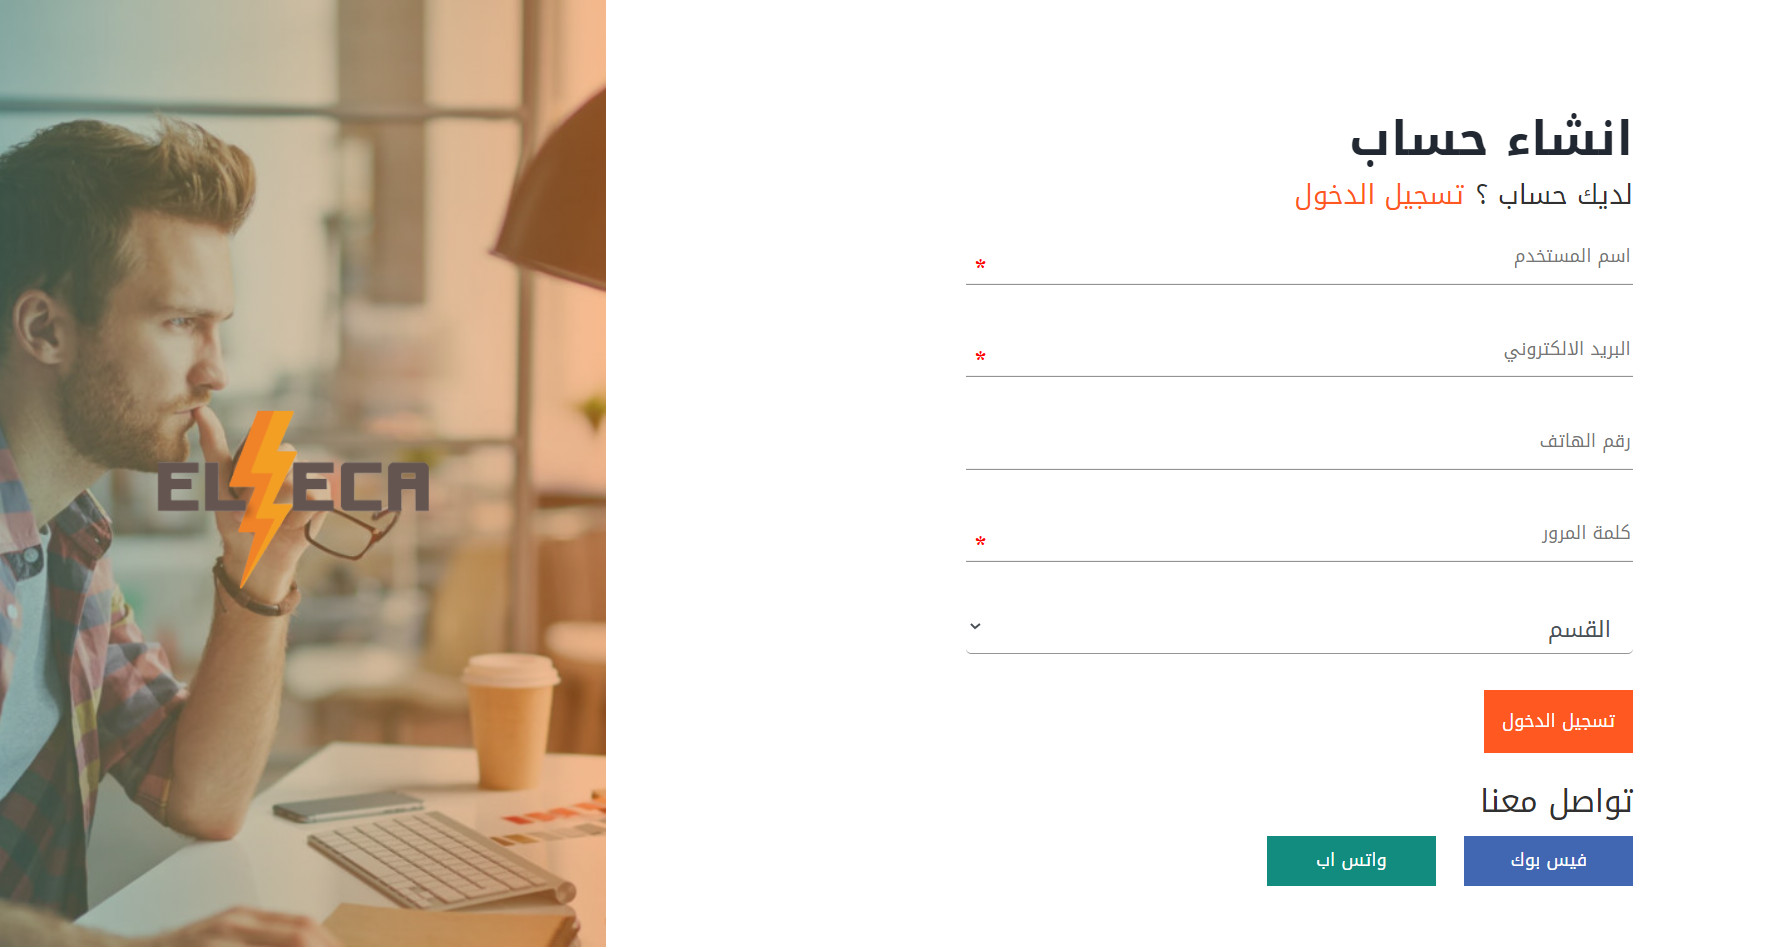 انشاء حساب
لديك حساب ؟ تسجيل الدخول
اسم المستخدم *
البريد الالكتروني *
رقم الهاتف
كلمة المرور *
القسم
تسجيل الدخول
تواصل معنا
فيس بوك
واتس اب
ELECA